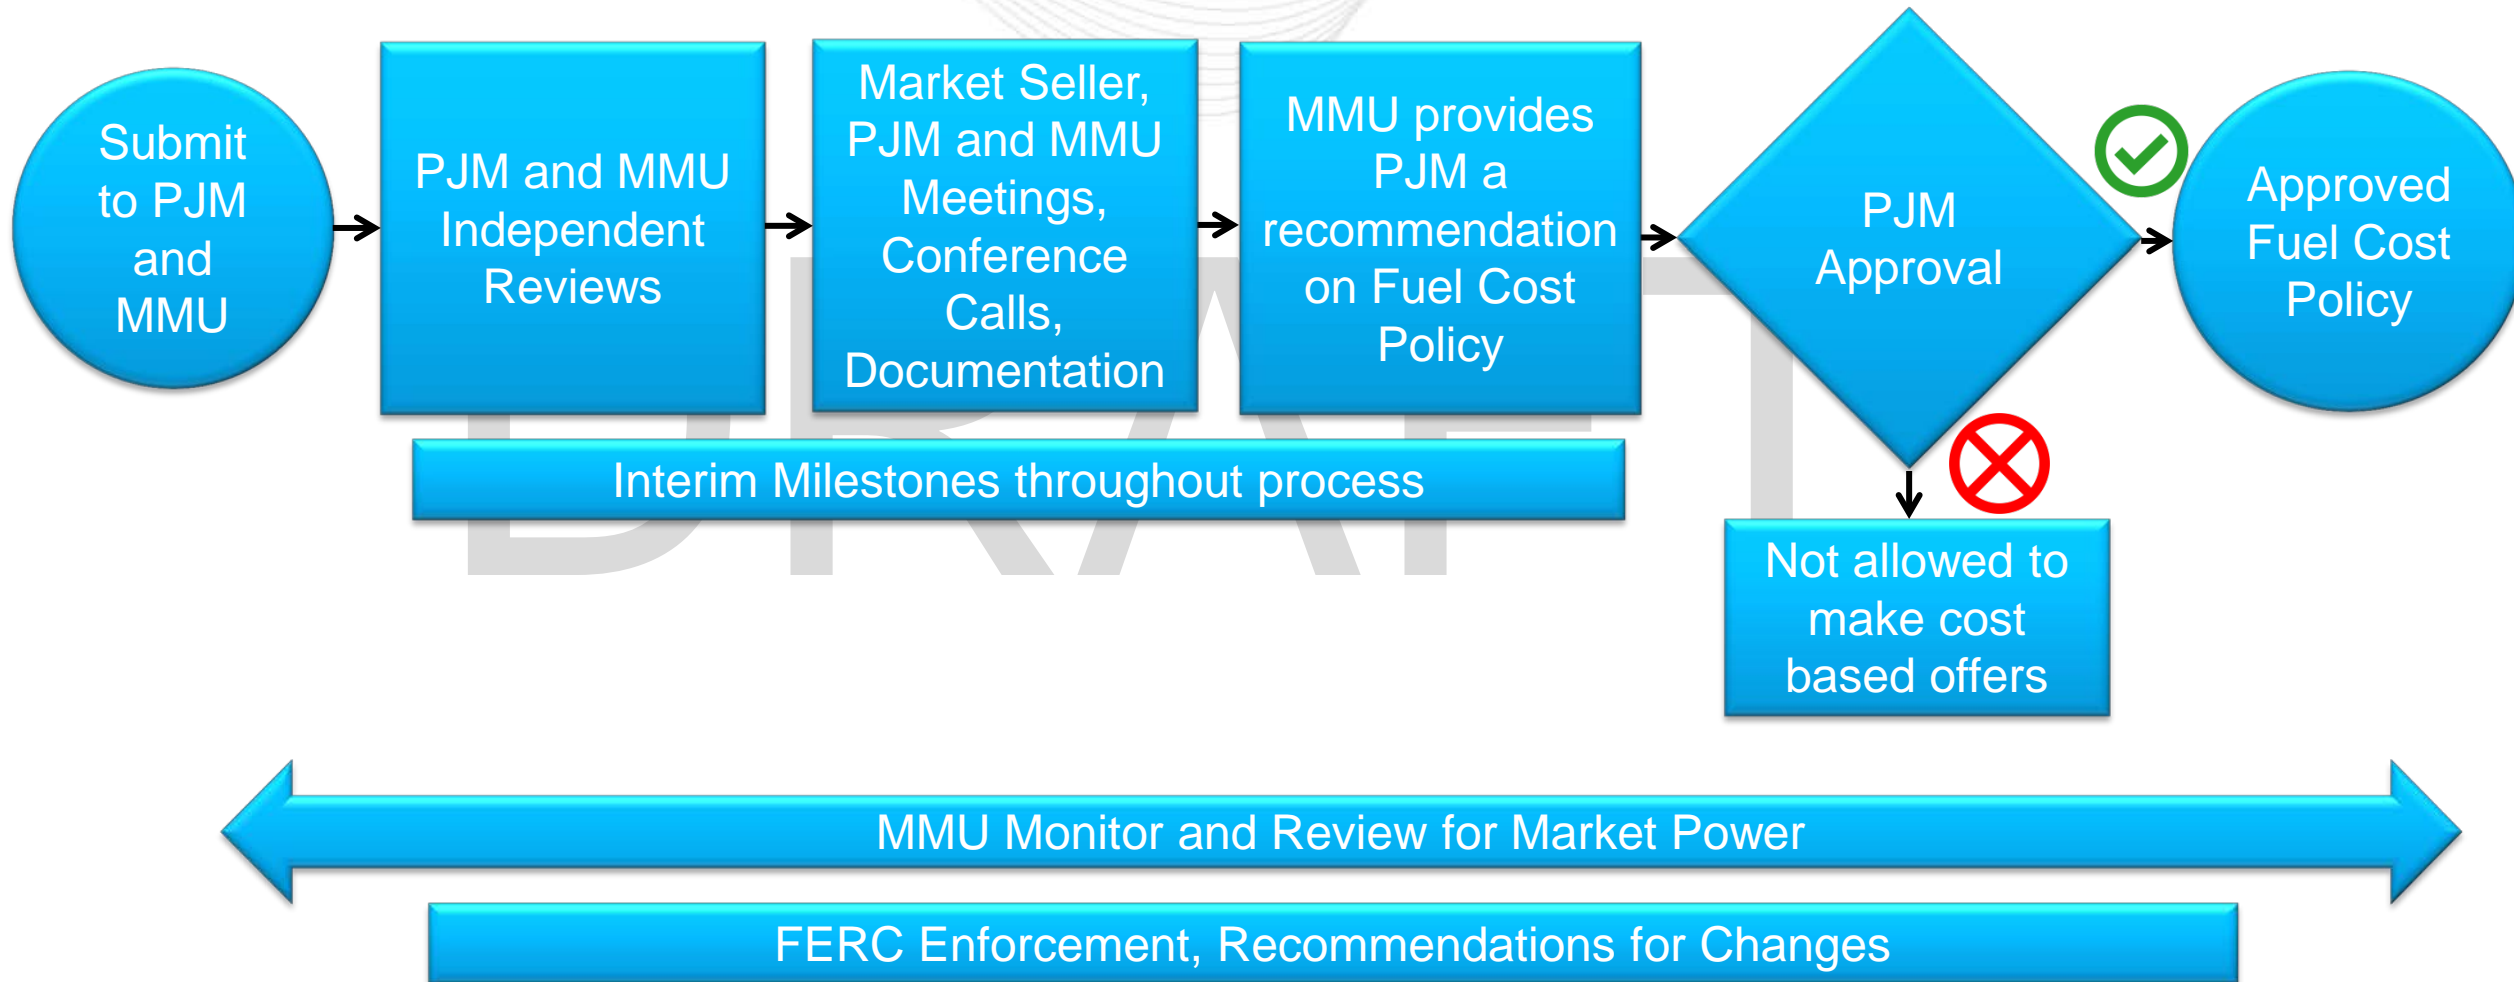 Submit
to PJM
and
MMU
PJM and MMU
Independent
Reviews
Market Seller,
PJM and MMU
Meetings,
Conference
Calls,
Documentation
MMU provides
PJM a
recommendation
on Fuel Cost
Policy
PJM
Approval
Approved
Fuel Cost
Policy
Interim Milestones throughout process
DRAFT
Not allowed to
make cost
based offers
MMU Monitor and Review for Market Power
FERC Enforcement, Recommendations for Changes